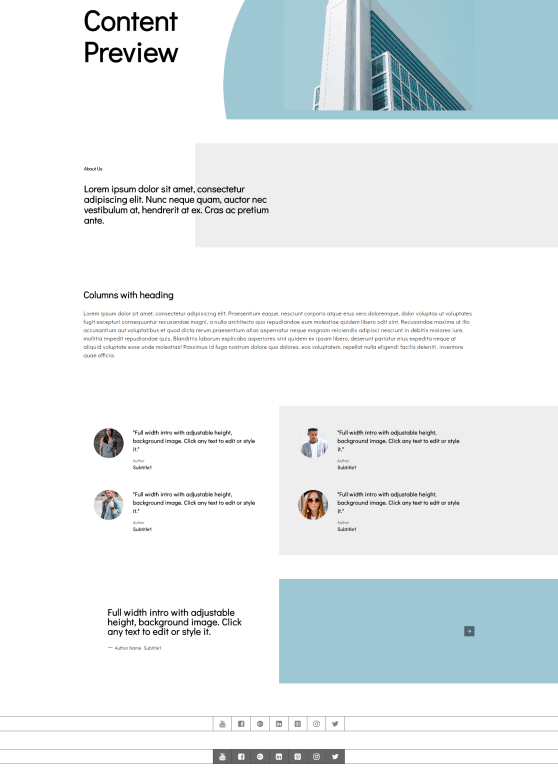 Content
Preview
About Us
Lorem ipsum dolor sit amet, consectetur
adipiscing elit. Nunc neque quam, auctor nec
vestibulum at, hendrerit at ex. Cras ac pretium
ante.
Columns with heading
Lorem ipsum dolor sit amet, consectetur adipisicing elit. Praesentium eaque, nesciunt corporis atque eius vero doloremque, dolor voluptas ut voluptates
fugit excepturi consequuntur recusandae magni, a nulla architecto quo repudiandae eum molestiae quidem libero odit sint. Recusandae maxime ut illo
accusantium aut voluptatibus et quod dicta rerum praesentium alias aspernatur neque magnam reiciendis adipisci nesciunt in debitis maiores iure,
mollitia impedit repudiandae quis. Blanditiis laborum explicabo asperiores sint quidem ex ipsam libero, deserunt pariatur eius expedita neque at
aliquid voluptate esse unde molestiae! Possimus id fuga nostrum dolore quo dolores, eos voluptatem, repellat nulla eligendi facilis deleniti, inventore
quae officia.
"Full width intro with adjustable height,
background image. Click any text to edit or style
it."
Author
Subtitle1
"Full width intro with adjustable height,
background image. Click any text to edit or style
it."
Author
Subtitle1
"Full width intro with adjustable height,
background image. Click any text to edit or style
it."
Author
Subtitle1
"Full width intro with adjustable height,
background image. Click any text to edit or style
it."
Author
Subtitle1
Full width intro with adjustable
height, background image. Click
any text to edit or style it.
— Author Name Subtitle1